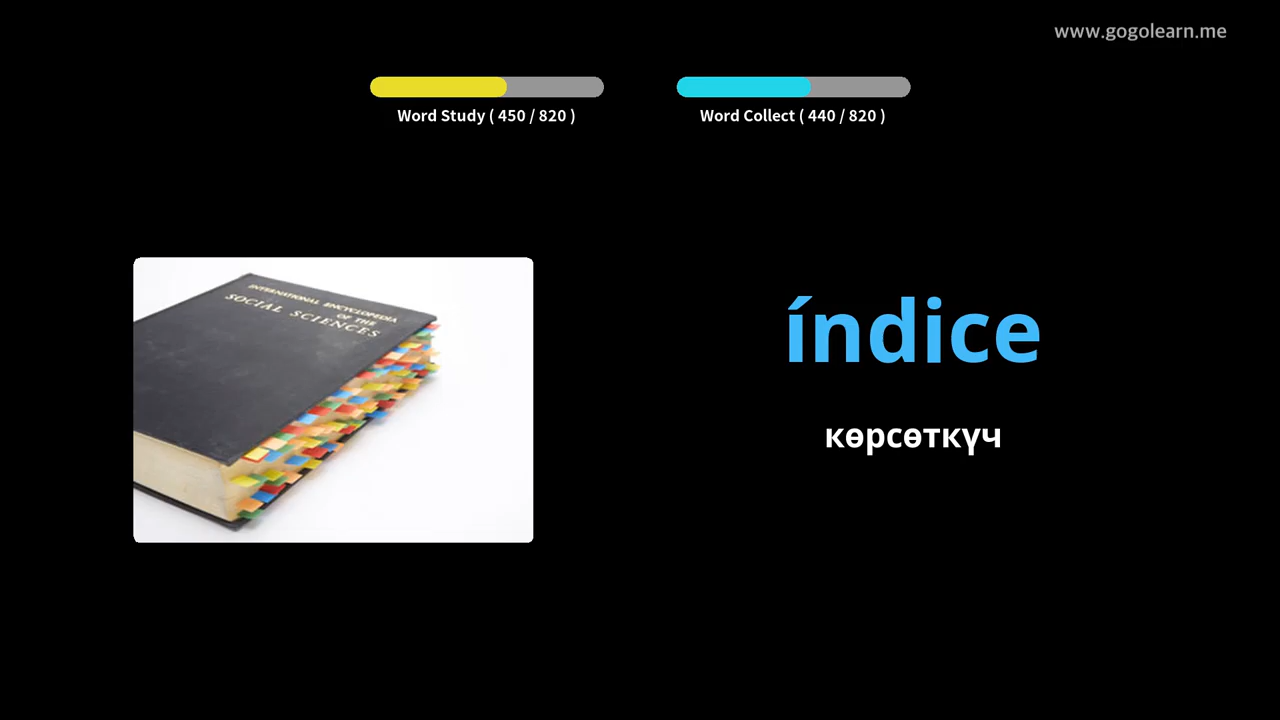 www.gogolearn.me
Word Study ( 450 / 820 )
Word Collect ( 440 / 820 )
INTERNATIONAL ENCYCLOPEDIA
OF THE
SOCIAL SCIENCES
índice
көрсөткүч